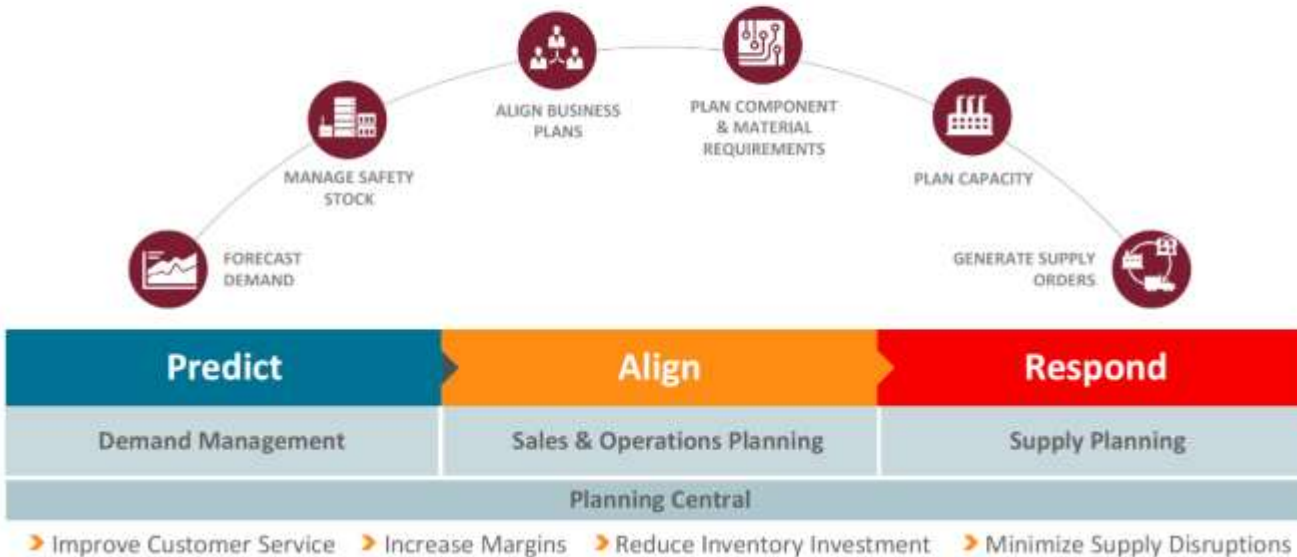 ALIGN BUSINESS
PLANS
PLAN COMPONENT
& MATERIAL
REQUIREMENTS
MANAGE SAFETY
STOCK
PLAN CAPACITY
FORECAST
DEMAND
GENERATE SUPPLY
ORDERS
Predict
Align
Respond
Demand Management
Sales & Operations Planning
Supply Planning
Planning Central
Improve Customer Service
Increase Margins
Reduce Inventory Investment
Minimize Supply Disruptions